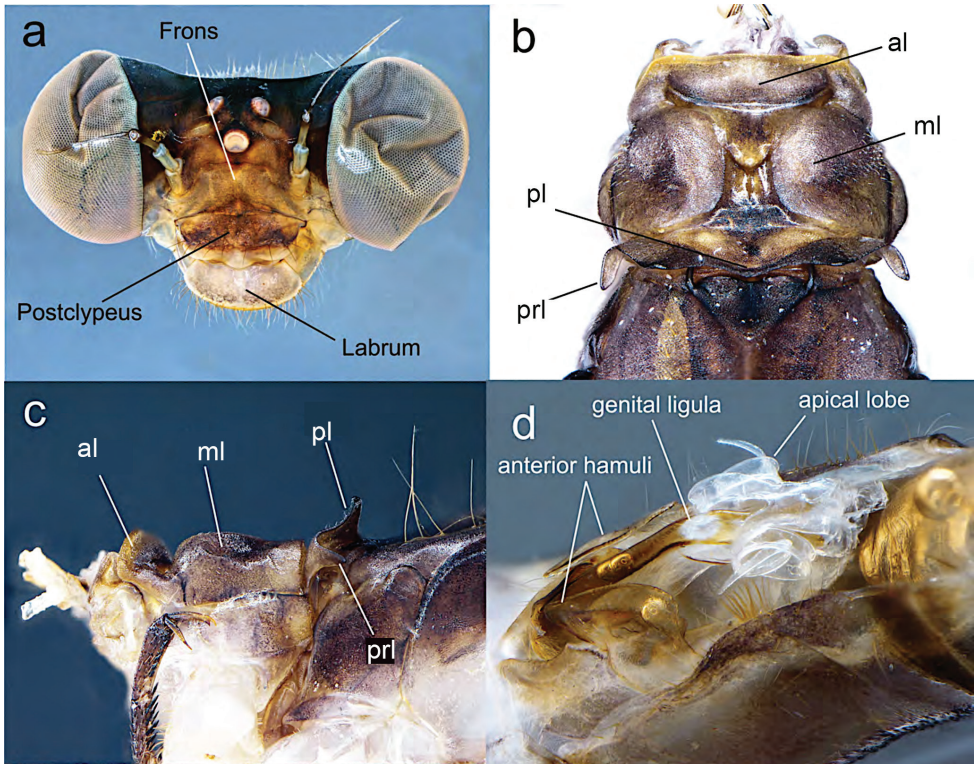 a
Frons
Postclypeus
Labrum
b
al
ml
pl
prl
c
al
ml
pl
prl
d
genital ligula
apical lobe
anterior hamuli